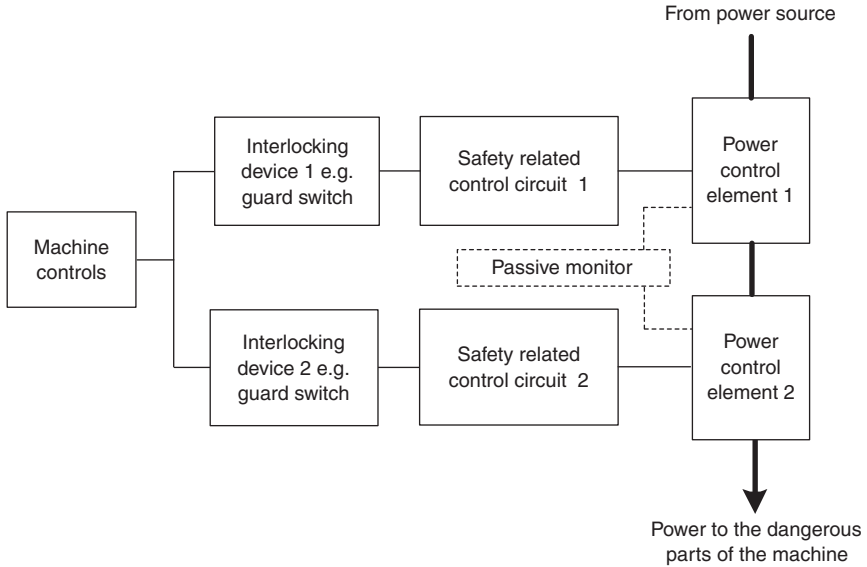 From power source
Interlocking
device 1 e.g.
guard switch
Safety related
control circuit 1
Power
control
element 1
Machine
controls
Passive monitor
Interlocking
device 2 e.g.
guard switch
Safety related
control circuit 2
Power
control
element 2
Power to the dangerous
parts of the machine